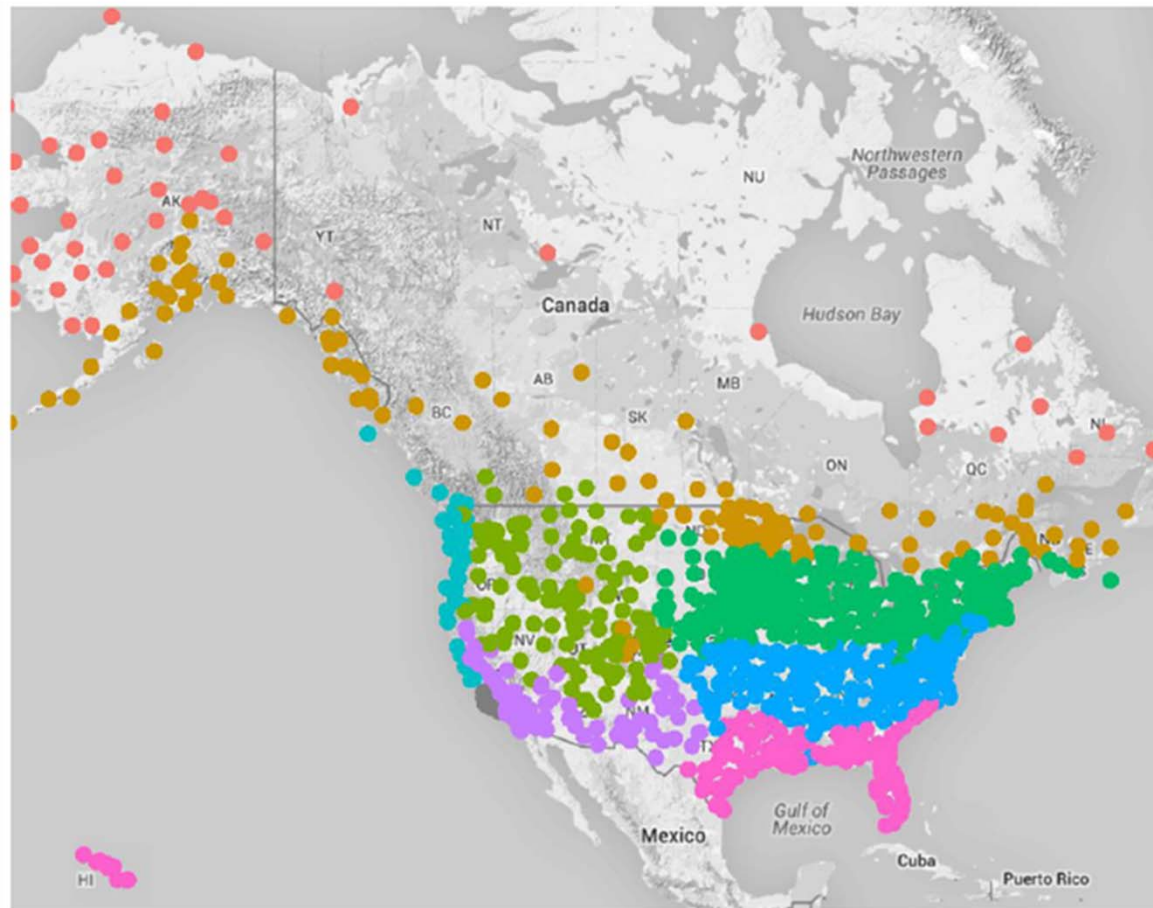 Northwestern
Passages
NU
AK
NT
YT
Canada
Hudson Bay
AB
MB
BC
SK
NL
ON
QC
NV
NM
TX
Gulf of
Mexico
Mexico
Cuba
HI
Puerto Rico